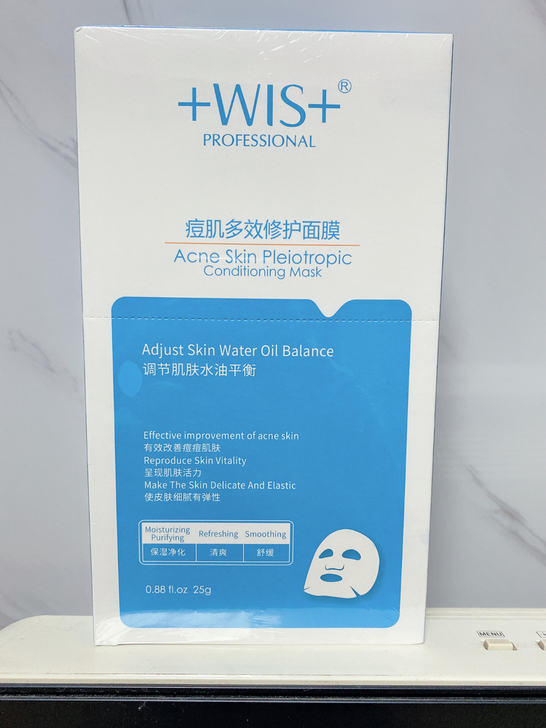 +WIS+®
PROFESSIONAL
痘肌多效修护面膜
Acne Skin Pleiotropic
Conditioning Mask
Adjust Skin Water Oil Balance
调节肌肤水油平衡
Effective improvement of acne skin
有效改善痘痘肌肤
Reproduce Skin Vitality
呈现肌肤活力
Make The Skin Delicate And Elastic
使皮肤细腻有弹性
Moisturizing Purifying Refreshing Smoothing
保湿净化 清爽 舒缓
0.88 fl.oz 25g
MENU